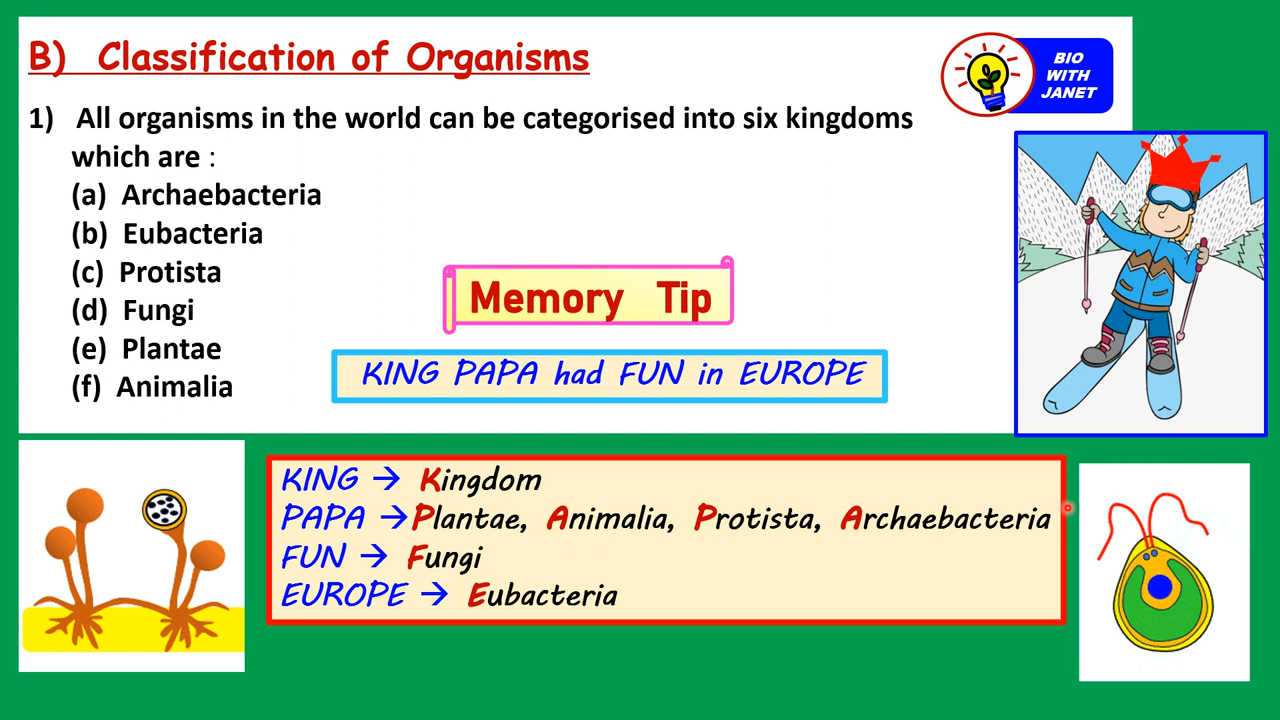 B) Classification of Organisms
BIO
WITH
JANET
1) All organisms in the world can be categorised into six kingdoms
which are :
(a) Archaebacteria
(b) Eubacteria
(c) Protista
(d) Fungi
(e) Plantae
(f) Animalia
Memory Tip
KING PAPA had FUN in EUROPE
KING → Kingdom
PAPA → Plantae, Animalia, Protista, Archaebacteria
FUN → Fungi
EUROPE → Eubacteria